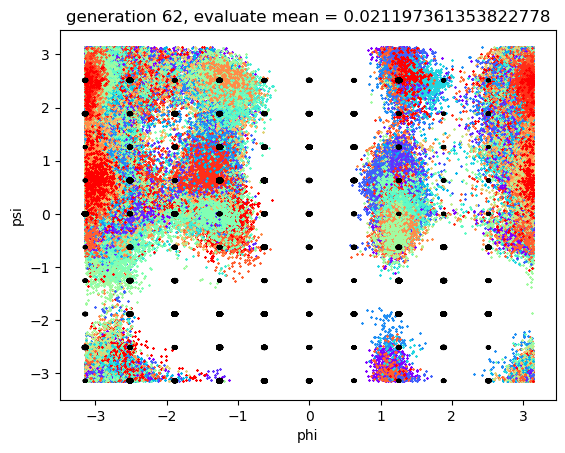 generation 62, evaluate mean = 0.021197361353822778
3
2
1
0
−1
−2
−3
psi
−3 −2 −1 0 1 2 3
phi